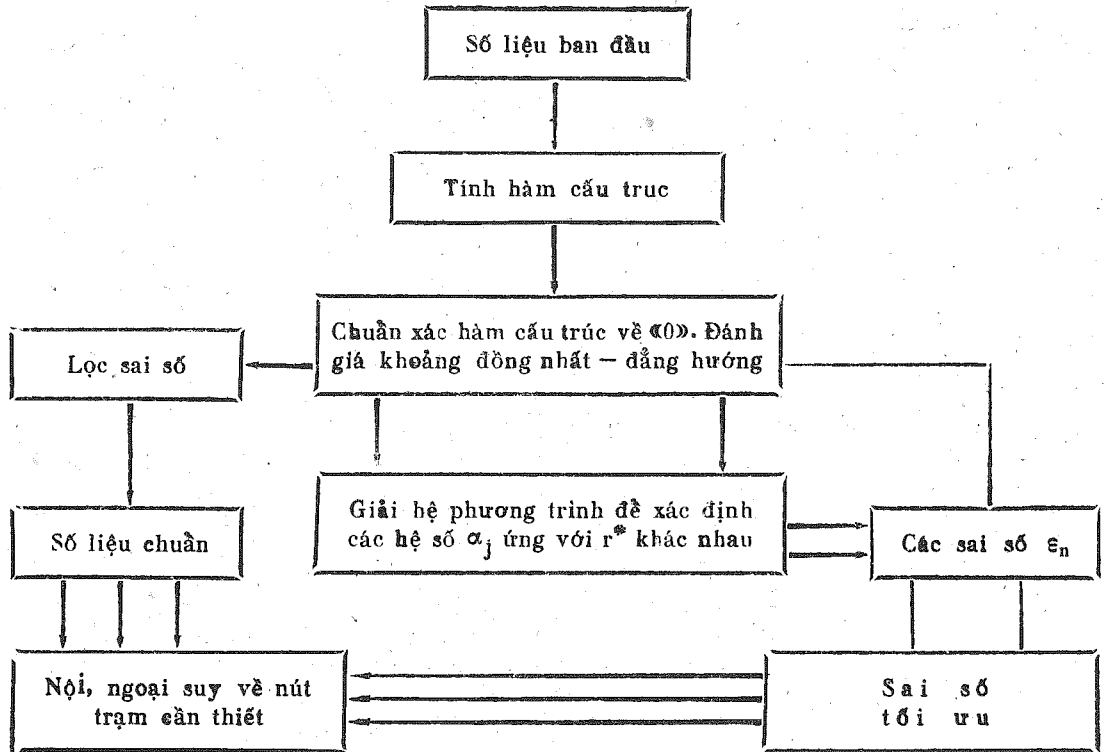 Số liệu ban đầu
Tính hàm cấu truc
Chuẩn xác hàm cấu trúc về «0». Đánh
giá khoảng đồng nhất — đẳng hướng
Lọc sai số
Giải hệ phương trình để xác định
các hệ số αj ứng với r* khác nhau
Số liệu chuẩn
Các sai số εn
Nội, ngoại suy về nút
trạm cần thiết
Sai số
tối ưu